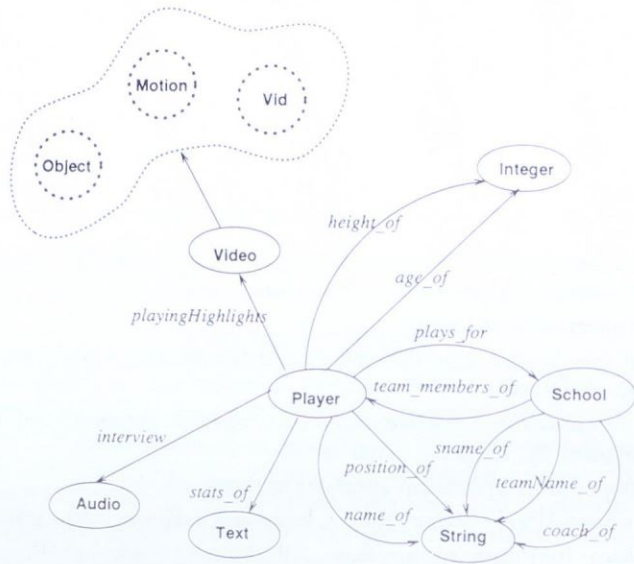 Motion
Vid
Object
Integer
height_of
Video
age_of
playingHighlights
plays_for
team_members_of
Player
School
interview
sname_of
position_of
teamName_of
stats_of
Audio
name_of
Text
String
coach_of